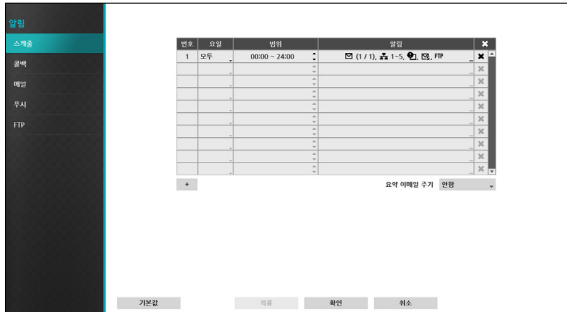 알림
스케줄
콜백
메일
푸시
FTP
번호 요일 범위 알림
1 모두 00:00 ~ 24:00 (1 / 1), 1~5, FTP
+ 요약 이메일 주기 안함
기본값 적용 확인 취소